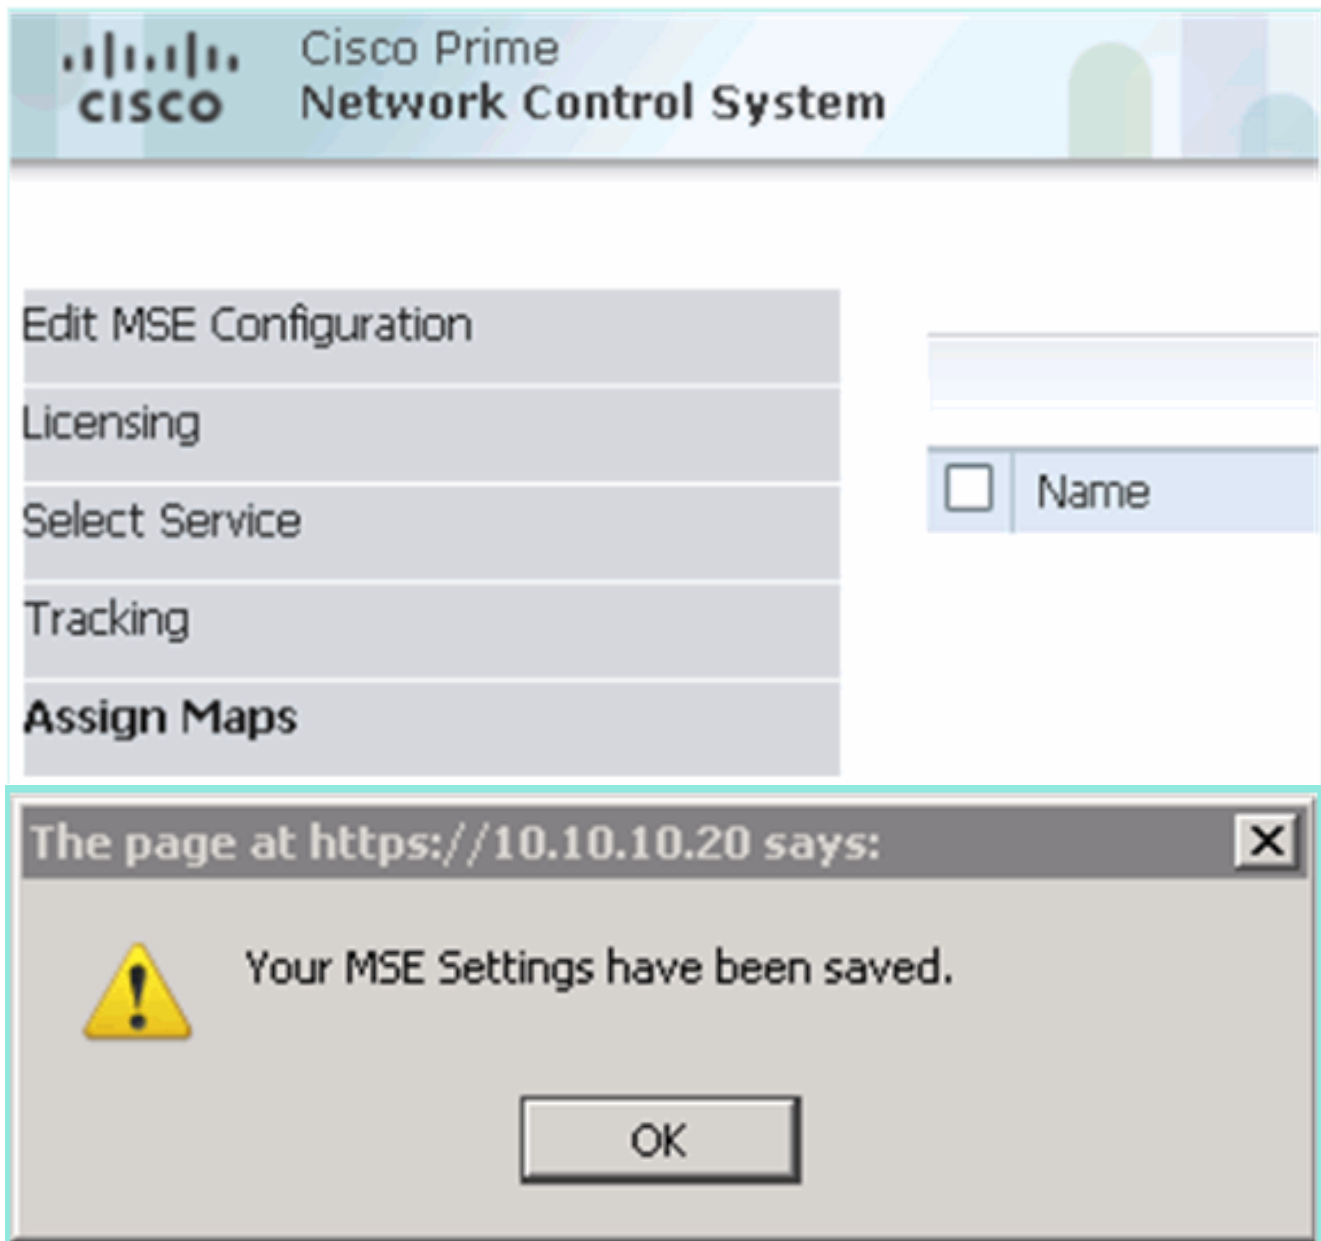 Cisco Prime
CISCO
Network Control System
Edit MSE Configuration
Licensing
Select Service
Name
Tracking
Assign Maps
The page at https://10.10.10.20 says:
Your MSE Settings have been saved.
OK